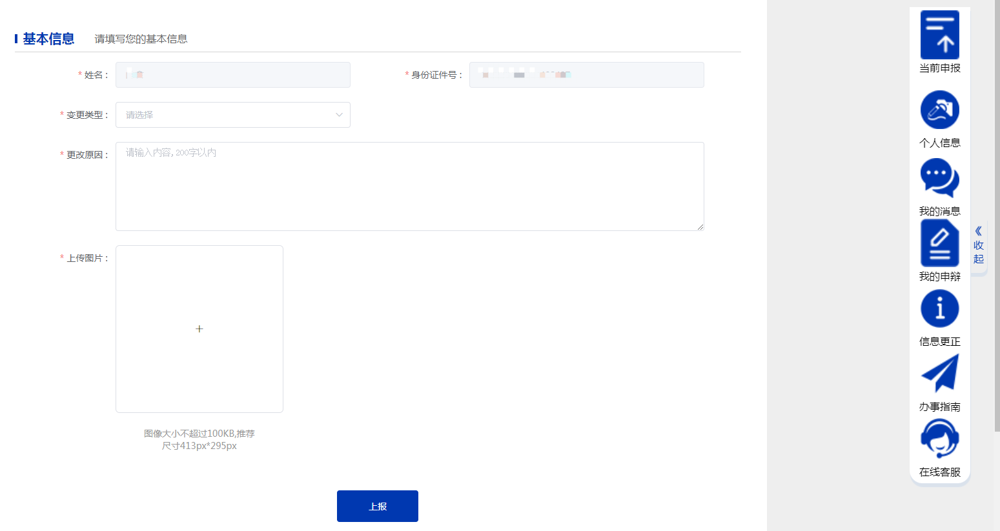 基本信息 请填写您的基本信息
* 姓名： * 身份证件号：
* 变更类型： 请选择
* 更改原因： 请输入内容,200字以内
* 上传图片：
+
图像大小不超过100KB,推荐
尺寸413px*295px
上报
当前申报
个人信息
我的消息
我的申辩
信息更正
办事指南
在线客服
《
收
起